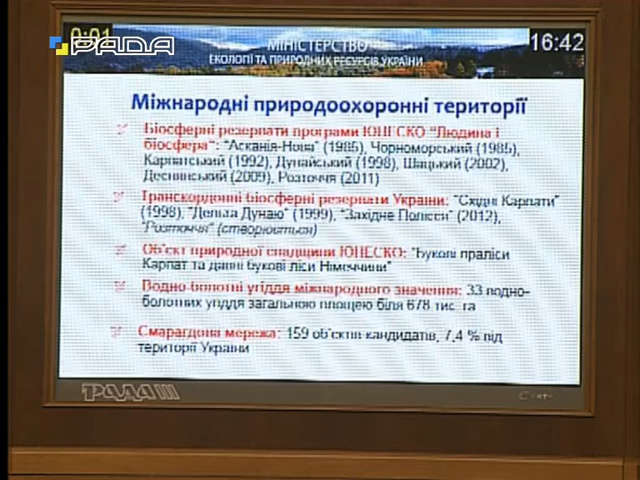 0:01
РАДА
16:42
МІНІСТЕРСТВО
ЕКОЛОГІЇ ТА ПРИРОДНИХ РЕСУРСІВ УКРАЇНИ
Міжнародні природоохоронні території
Біосферні резервати програми ЮНЕСКО "Людина і
біосфера": "Асканія-Нова" (1985), Чорноморський (1985),
Карпатський (1992), Дунайський (1998), Шацький (2002),
Деснянський (2009), Розточчя (2011)
Транскордонні біосферні резервати України: "Східні Карпати"
(1998), "Дельта Дунаю" (1999), "Західне Полісся" (2012),
"Розточчя" (створюється)
Об'єкт природної спадщини ЮНЕСКО: "Букові праліси
Карпат та давні букові ліси Німеччини"
Водно-болотні угіддя міжнародного значення: 33 водно-
болотних угіддя загальною площею біля 678 тис. га
Смарагдова мережа: 159 об'єктів-кандидатів, 7,4 % від
території України
РАДА III